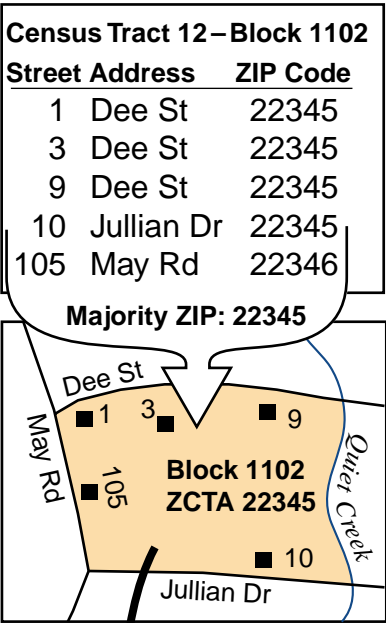 Census Tract 12 – Block 1102
Street Address ZIP Code
1 Dee St 22345
3 Dee St 22345
9 Dee St 22345
10 Jullian Dr 22345
105 May Rd 22346
Majority ZIP: 22345
Dee St
1
3
9
May Rd
105
Block 1102
ZCTA 22345
Quiet Creek
10
Jullian Dr